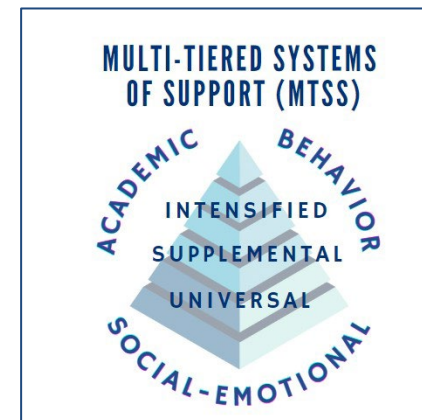 MULTI-TIERED SYSTEMS
OF SUPPORT (MTSS)
ACADEMIC
BEHAVIOR
INTENSIFIED
SUPPLEMENTAL
UNIVERSAL
SOCIAL-EMOTIONAL